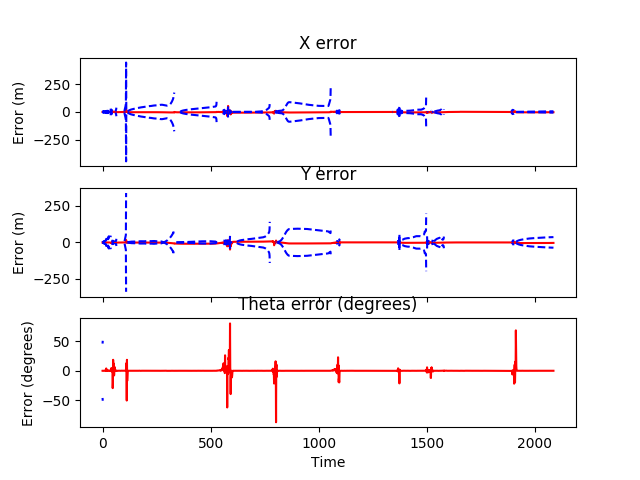 X error
250
0
−250
Error (m)
Y error
250
0
−250
Error (m)
Theta error (degrees)
50
0
−50
Error (degrees)
0 500 1000 1500 2000
Time